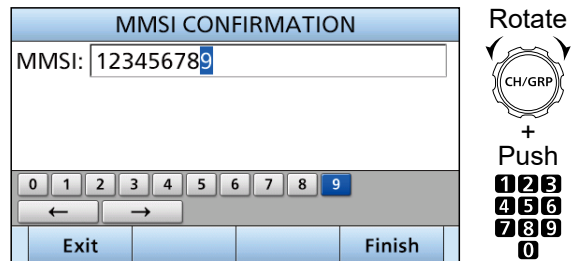 MMSI CONFIRMATION
MMSI: 123456789
0 1 2 3 4 5 6 7 8 9
← →
Exit Finish
Rotate
CH/GRP
+
Push
1 2 3
4 5 6
7 8 9
0